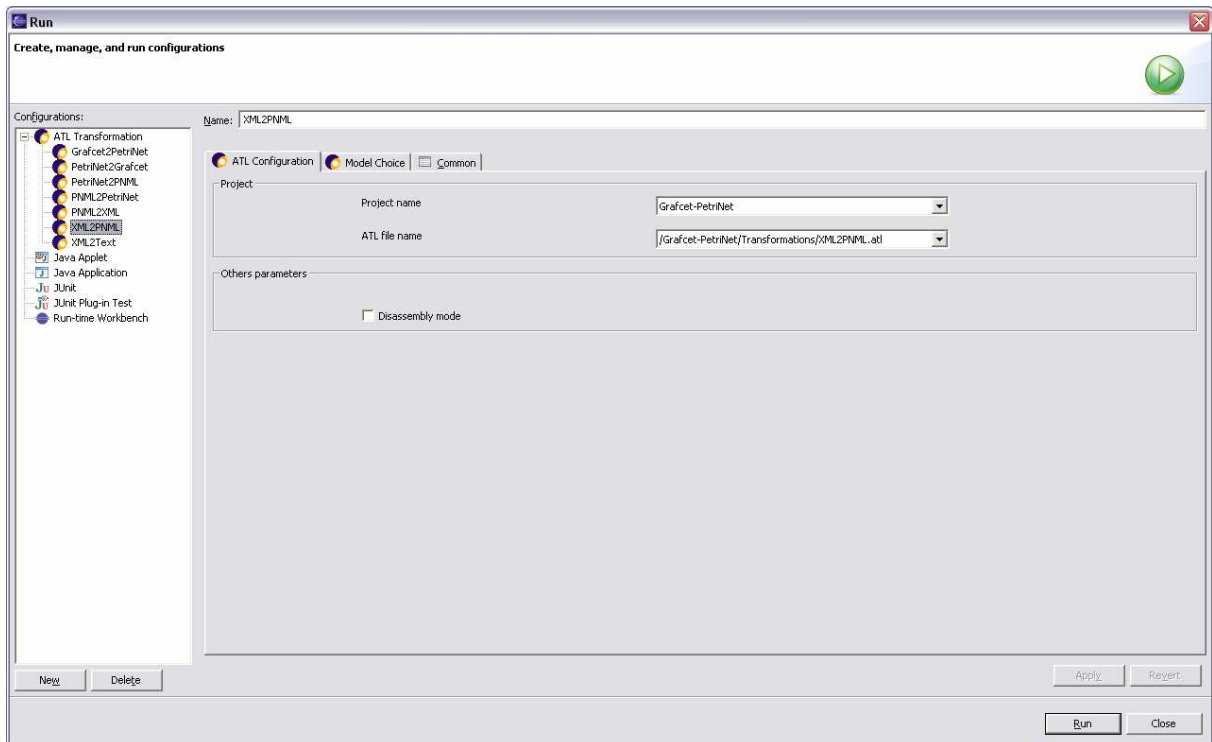 Run
Create, manage, and run configurations
Configurations:
ATL Transformation
Grafcet2PetriNet
PetriNet2Grafcet
PetriNet2PNML
PNML2PetriNet
PNML2XML
XML2PNML
XML2Text
Java Applet
Java Application
JUnit
JUnit Plug-in Test
Run-time Workbench
New Delete
Name: XML2PNML
ATL Configuration Model Choice Common
Project
Project name Grafcet-PetriNet
ATL file name /Grafcet-PetriNet/Transformations/XML2PNML.atl
Others parameters
Disassembly mode
Apply Revert
Run Close